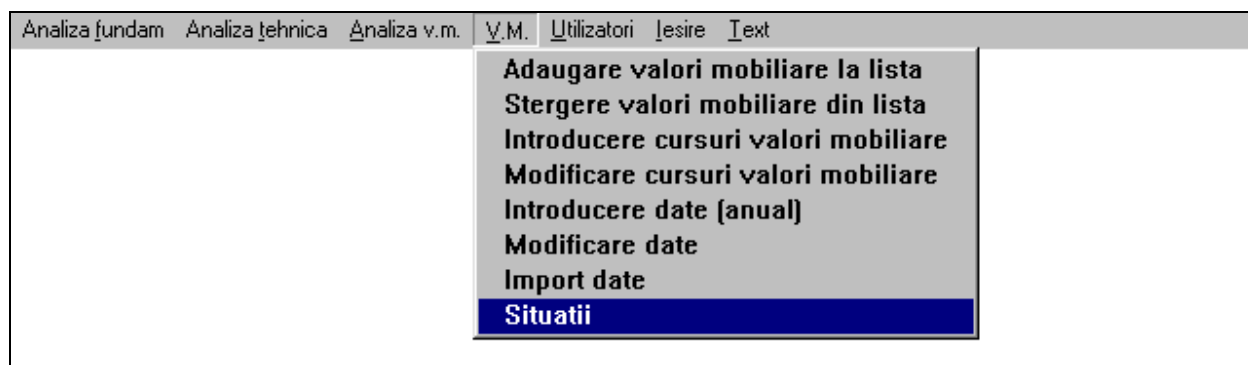 Analiza fundam Analiza tehnica Analiza v.m. V.M. Utilizatori Iesire Text
Adaugare valori mobiliare la lista
Stergere valori mobiliare din lista
Introducere cursuri valori mobiliare
Modificare cursuri valori mobiliare
Introducere date (anual)
Modificare date
Import date
Situatii